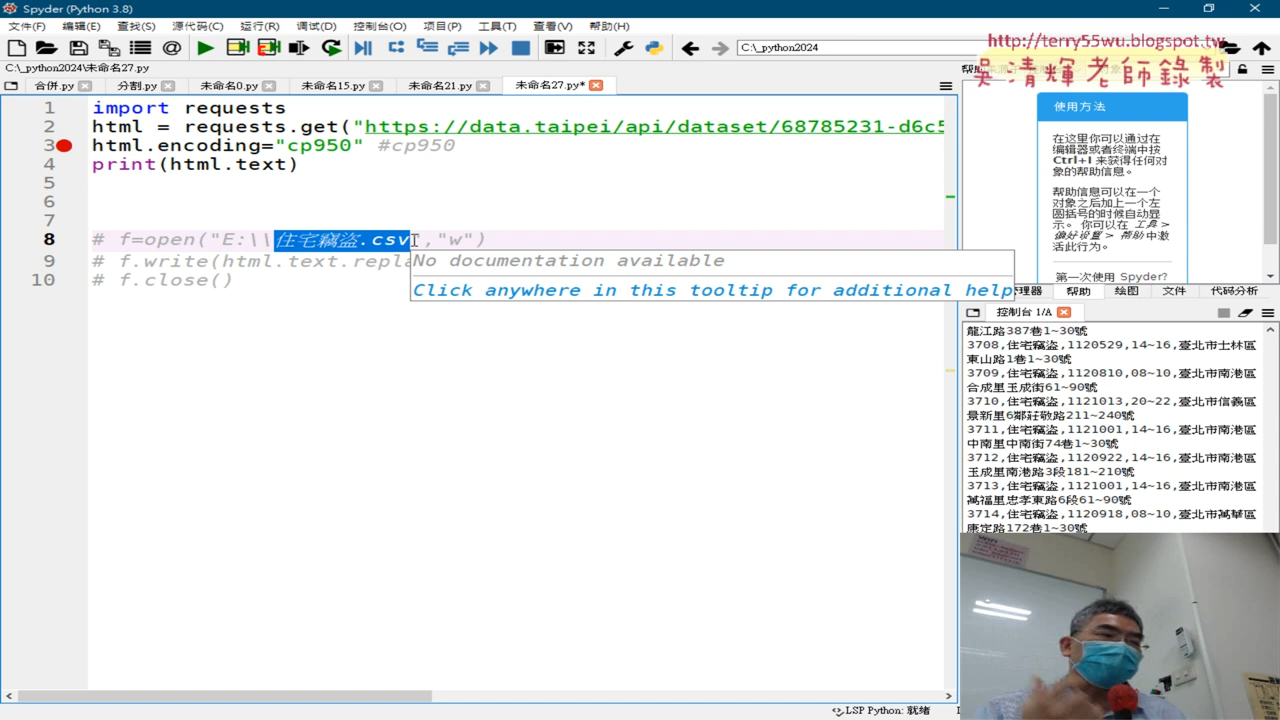 Spyder (Python 3.8)
文件(F) 编辑(E) 查找(S) 源代码(C) 运行(R) 调试(D) 控制台(O) 项目(P) 工具(T) 查看(V) 帮助(H)
C:\_python2024
http://terry55wu.blogspot.tw
吳清輝老師錄製
C:\_python2024\未命名27.py
合併.py 分割.py 未命名0.py 未命名15.py 未命名21.py 未命名27.py*
1 import requests
2 html = requests.get("https://data.taipei/api/dataset/68785231-d6c5
3 html.encoding="cp950" #cp950
4 print(html.text)
5
6
7
8 # f=open("E:\\住宅竊盜.csv","w")
9 # f.write(html.text.repla
10 # f.close()
No documentation available
Click anywhere in this tooltip for additional help
使用方法
在这里你可以通过在
编辑器或者终端中按
Ctrl+I 来获得任何对
象的帮助信息。
帮助信息可以在一个
对象之后加上一个左
圆括号的时候自动显
示。 你可以在 工具 >
偏好设置 > 帮助 中激
活此行为。
第一次使用 Spyder?
管理器 帮助 绘图 文件 代码分析
控制台 1/A
龍江路387巷1~30號
3708,住宅竊盜,1120529,14~16,臺北市士林區
東山路1巷1~30號
3709,住宅竊盜,1120810,08~10,臺北市南港區
合成里玉成街61~90號
3710,住宅竊盜,1121013,20~22,臺北市信義區
景新里6鄰莊敬路211~240號
3711,住宅竊盜,1121001,14~16,臺北市南港區
中南里中南街74巷1~30號
3712,住宅竊盜,1120922,14~16,臺北市南港區
玉成里南港路3段181~210號
3713,住宅竊盜,1121001,14~16,臺北市南港區
萬福里忠孝東路6段61~90號
3714,住宅竊盜,1120918,08~10,臺北市萬華區
康定路172巷1~30號
LSP Python: 就绪